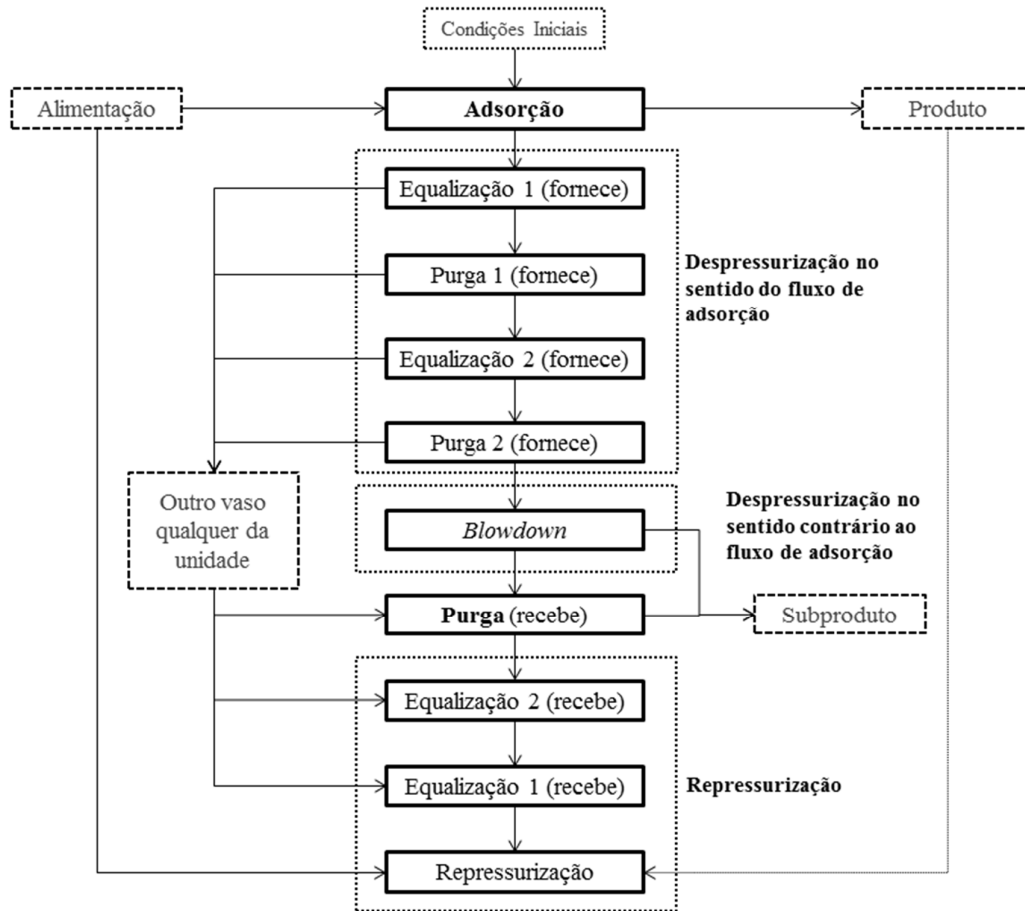 Condições Iniciais
Alimentação
Adsorção
Produto
Equalização 1 (fornece)
Purga 1 (fornece)
Despressurização no
sentido do fluxo de
adsorção
Equalização 2 (fornece)
Purga 2 (fornece)
Outro vaso
qualquer da
unidade
Blowdown
Despressurização no
sentido contrário ao
fluxo de adsorção
Purga (recebe)
Subproduto
Equalização 2 (recebe)
Equalização 1 (recebe)
Repressurização
Repressurização